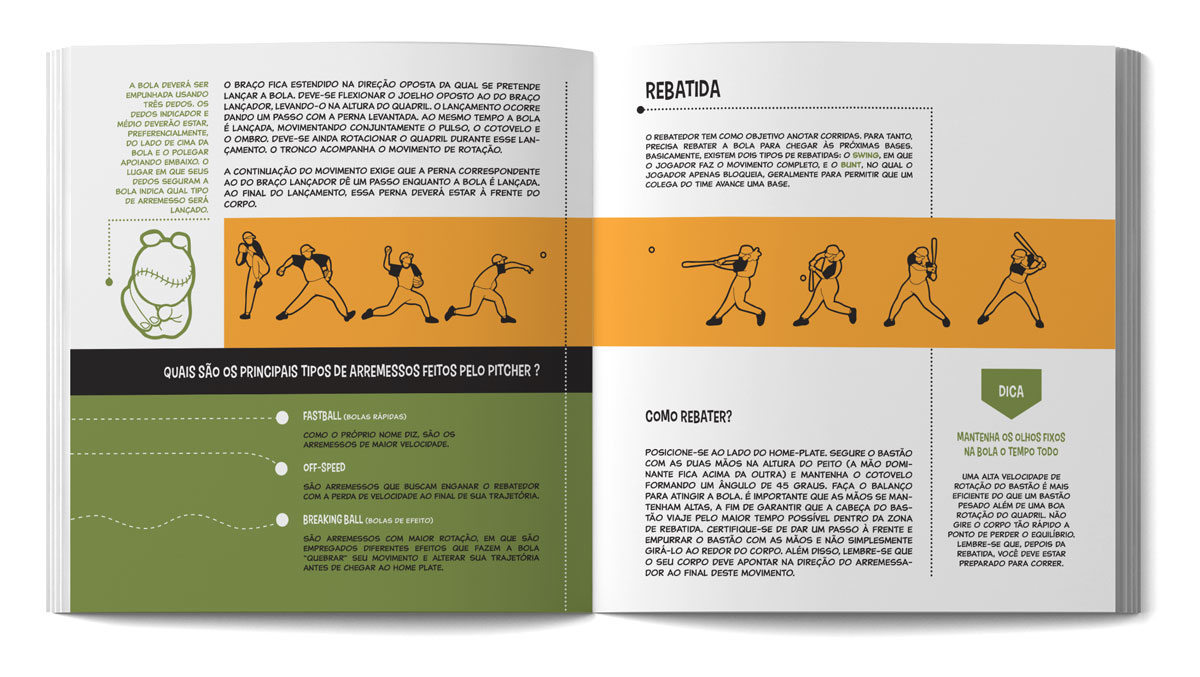 A BOLA DEVERÁ SER
EMPUNHADA USANDO
TRÊS DEDOS. OS
DEDOS INDICADOR E
MÉDIO DEVERÃO ESTAR,
PREFERENCIALMENTE,
DO LADO DE CIMA DA
BOLA E O POLEGAR
APOIANDO EMBAIXO. O
LUGAR EM QUE SEUS
DEDOS SEGURAM A
BOLA INDICA QUAL TIPO
DE ARREMESSO SERÁ
LANÇADO.
O BRAÇO FICA ESTENDIDO NA DIREÇÃO OPOSTA DA QUAL SE PRETENDE
LANÇAR A BOLA. DEVE-SE FLEXIONAR O JOELHO OPOSTO AO DO BRAÇO
LANÇADOR, LEVANDO-O NA ALTURA DO QUADRIL. O LANÇAMENTO OCORRE
DANDO UM PASSO COM A PERNA LEVANTADA. AO MESMO TEMPO A BOLA
É LANÇADA, MOVIMENTANDO CONJUNTAMENTE O PULSO, O COTOVELO E
O OMBRO. DEVE-SE AINDA ROTACIONAR O QUADRIL DURANTE ESSE LAN-
ÇAMENTO. O TRONCO ACOMPANHA O MOVIMENTO DE ROTAÇÃO.
A CONTINUAÇÃO DO MOVIMENTO EXIGE QUE A PERNA CORRESPONDENTE
AO DO BRAÇO LANÇADOR DÊ UM PASSO ENQUANTO A BOLA É LANÇADA.
AO FINAL DO LANÇAMENTO, ESSA PERNA DEVERÁ ESTAR À FRENTE DO
CORPO.
QUAIS SÃO OS PRINCIPAIS TIPOS DE ARREMESSOS FEITOS PELO PITCHER ?
FASTBALL (BOLAS RÁPIDAS)
COMO O PRÓPRIO NOME DIZ, SÃO OS
ARREMESSOS DE MAIOR VELOCIDADE.
OFF-SPEED
SÃO ARREMESSOS QUE BUSCAM ENGANAR O REBATEDOR
COM A PERDA DE VELOCIDADE AO FINAL DE SUA TRAJETÓRIA.
BREAKING BALL (BOLAS DE EFEITO)
SÃO ARREMESSOS COM MAIOR ROTAÇÃO, EM QUE SÃO
EMPREGADOS DIFERENTES EFEITOS QUE FAZEM A BOLA
"QUEBRAR" SEU MOVIMENTO E ALTERAR SUA TRAJETÓRIA
ANTES DE CHEGAR AO HOME PLATE.
REBATIDA
O REBATEDOR TEM COMO OBJETIVO ANOTAR CORRIDAS. PARA TANTO,
PRECISA REBATER A BOLA PARA CHEGAR ÀS PRÓXIMAS BASES.
BASICAMENTE, EXISTEM DOIS TIPOS DE REBATIDAS: O SWING, EM QUE
O JOGADOR FAZ O MOVIMENTO COMPLETO, E O BUNT, NO QUAL O
JOGADOR APENAS BLOQUEIA, GERALMENTE PARA PERMITIR QUE UM
COLEGA DO TIME AVANCE UMA BASE.
COMO REBATER?
POSICIONE-SE AO LADO DO HOME-PLATE. SEGURE O BASTÃO
COM AS DUAS MÃOS NA ALTURA DO PEITO (A MÃO DOMI-
NANTE FICA ACIMA DA OUTRA) E MANTENHA O COTOVELO
FORMANDO UM ÂNGULO DE 45 GRAUS. FAÇA O BALANÇO
PARA ATINGIR A BOLA. É IMPORTANTE QUE AS MÃOS SE MAN-
TENHAM ALTAS, A FIM DE GARANTIR QUE A CABEÇA DO BAS-
TÃO VIAJE PELO MAIOR TEMPO POSSÍVEL DENTRO DA ZONA
DE REBATIDA. CERTIFIQUE-SE DE DAR UM PASSO À FRENTE E
EMPURRAR O BASTÃO COM AS MÃOS E NÃO SIMPLESMENTE
GIRÁ-LO AO REDOR DO CORPO. ALÉM DISSO, LEMBRE-SE QUE
O SEU CORPO DEVE APONTAR NA DIREÇÃO DO ARREMESSA-
DOR AO FINAL DESTE MOVIMENTO.
DICA
MANTENHA OS OLHOS FIXOS
NA BOLA O TEMPO TODO
UMA ALTA VELOCIDADE DE
ROTAÇÃO DO BASTÃO É MAIS
EFICIENTE DO QUE UM BASTÃO
PESADO ALÉM DE UMA BOA
ROTAÇÃO DO QUADRIL. NÃO
GIRE O CORPO TÃO RÁPIDO A
PONTO DE PERDER O EQUILÍBRIO.
LEMBRE-SE QUE, DEPOIS DA
REBATIDA, VOCÊ DEVE ESTAR
PREPARADO PARA CORRER.